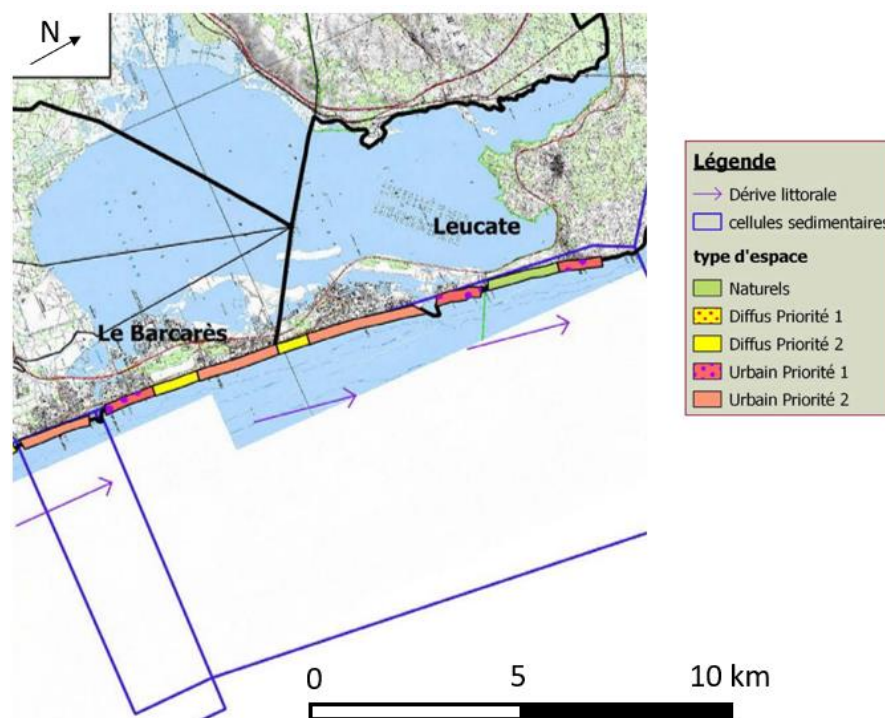 N
Leucate
Le Barcarès
Légende
Dérive littorale
cellules sedimentaires
type d'espace
Naturels
Diffus Priorité 1
Diffus Priorité 2
Urbain Priorité 1
Urbain Priorité 2
0 5 10 km